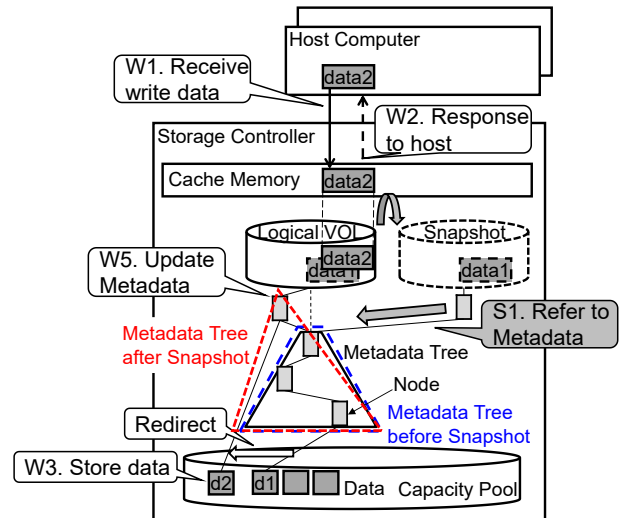 Host Computer
data2
W1. Receive
write data
W2. Response
to host
Storage Controller
Cache Memory
data2
Logical VOl
Snapshot
data2
data1
data1
W5. Update
Metadata
S1. Refer to
Metadata
Metadata Tree
after Snapshot
Metadata Tree
Node
Metadata Tree
before Snapshot
Redirect
W3. Store data
d2
d1
Data
Capacity Pool